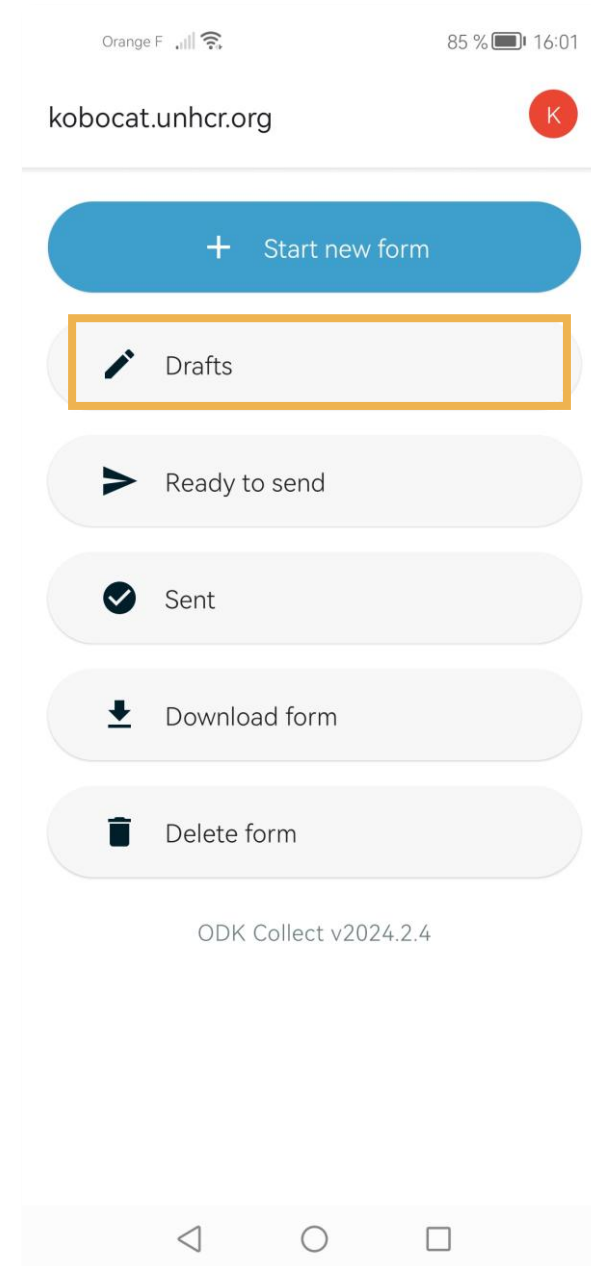 Orange F 85 % 16:01
kobocat.unhcr.org K
+ Start new form
Drafts
Ready to send
Sent
Download form
Delete form
ODK Collect v2024.2.4